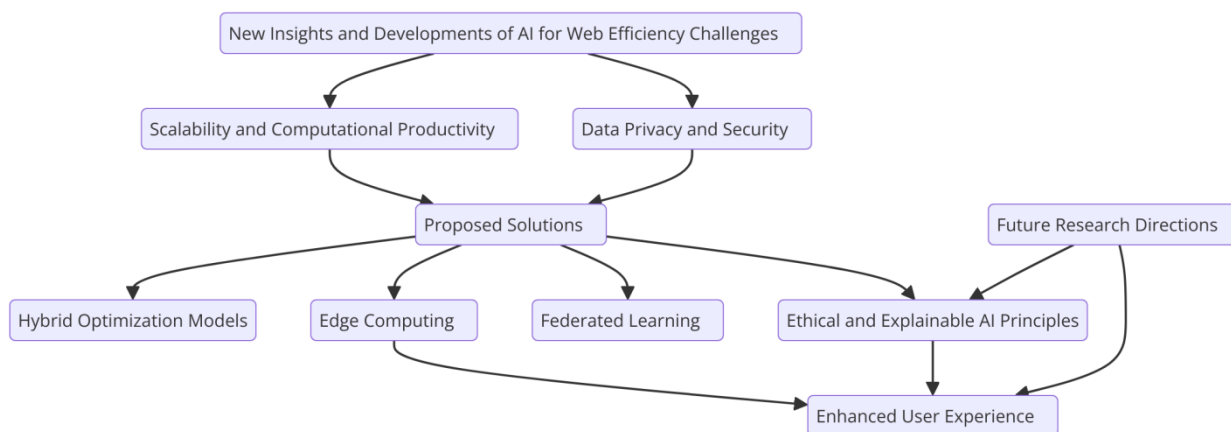 New Insights and Developments of AI for Web Efficiency Challenges
Scalability and Computational Productivity
Data Privacy and Security
Proposed Solutions
Future Research Directions
Hybrid Optimization Models
Edge Computing
Federated Learning
Ethical and Explainable AI Principles
Enhanced User Experience